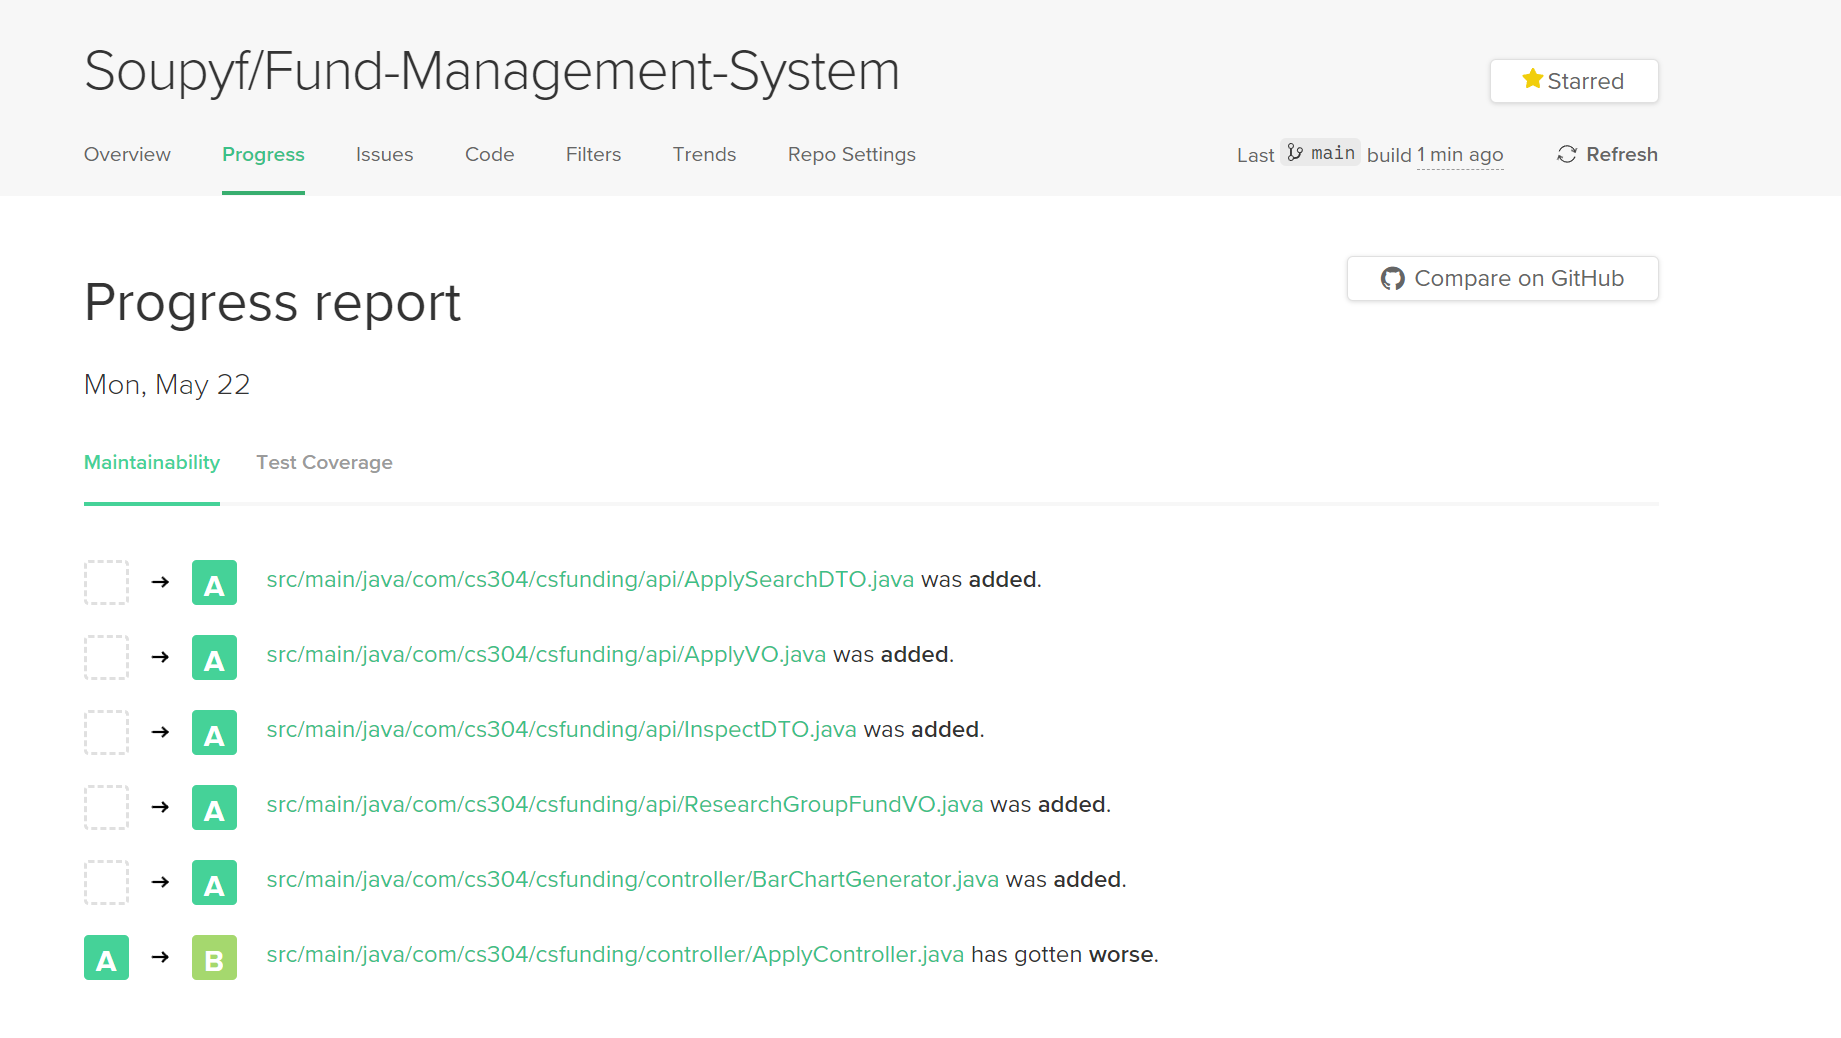 Soupyf/Fund-Management-System
Starred
Overview Progress Issues Code Filters Trends Repo Settings Last main build 1 min ago Refresh
Compare on GitHub
Progress report
Mon, May 22
Maintainability Test Coverage
A src/main/java/com/cs304/csfunding/api/ApplySearchDTO.java was added.
A src/main/java/com/cs304/csfunding/api/ApplyVO.java was added.
A src/main/java/com/cs304/csfunding/api/InspectDTO.java was added.
A src/main/java/com/cs304/csfunding/api/ResearchGroupFundVO.java was added.
A src/main/java/com/cs304/csfunding/controller/BarChartGenerator.java was added.
A B src/main/java/com/cs304/csfunding/controller/ApplyController.java has gotten worse.